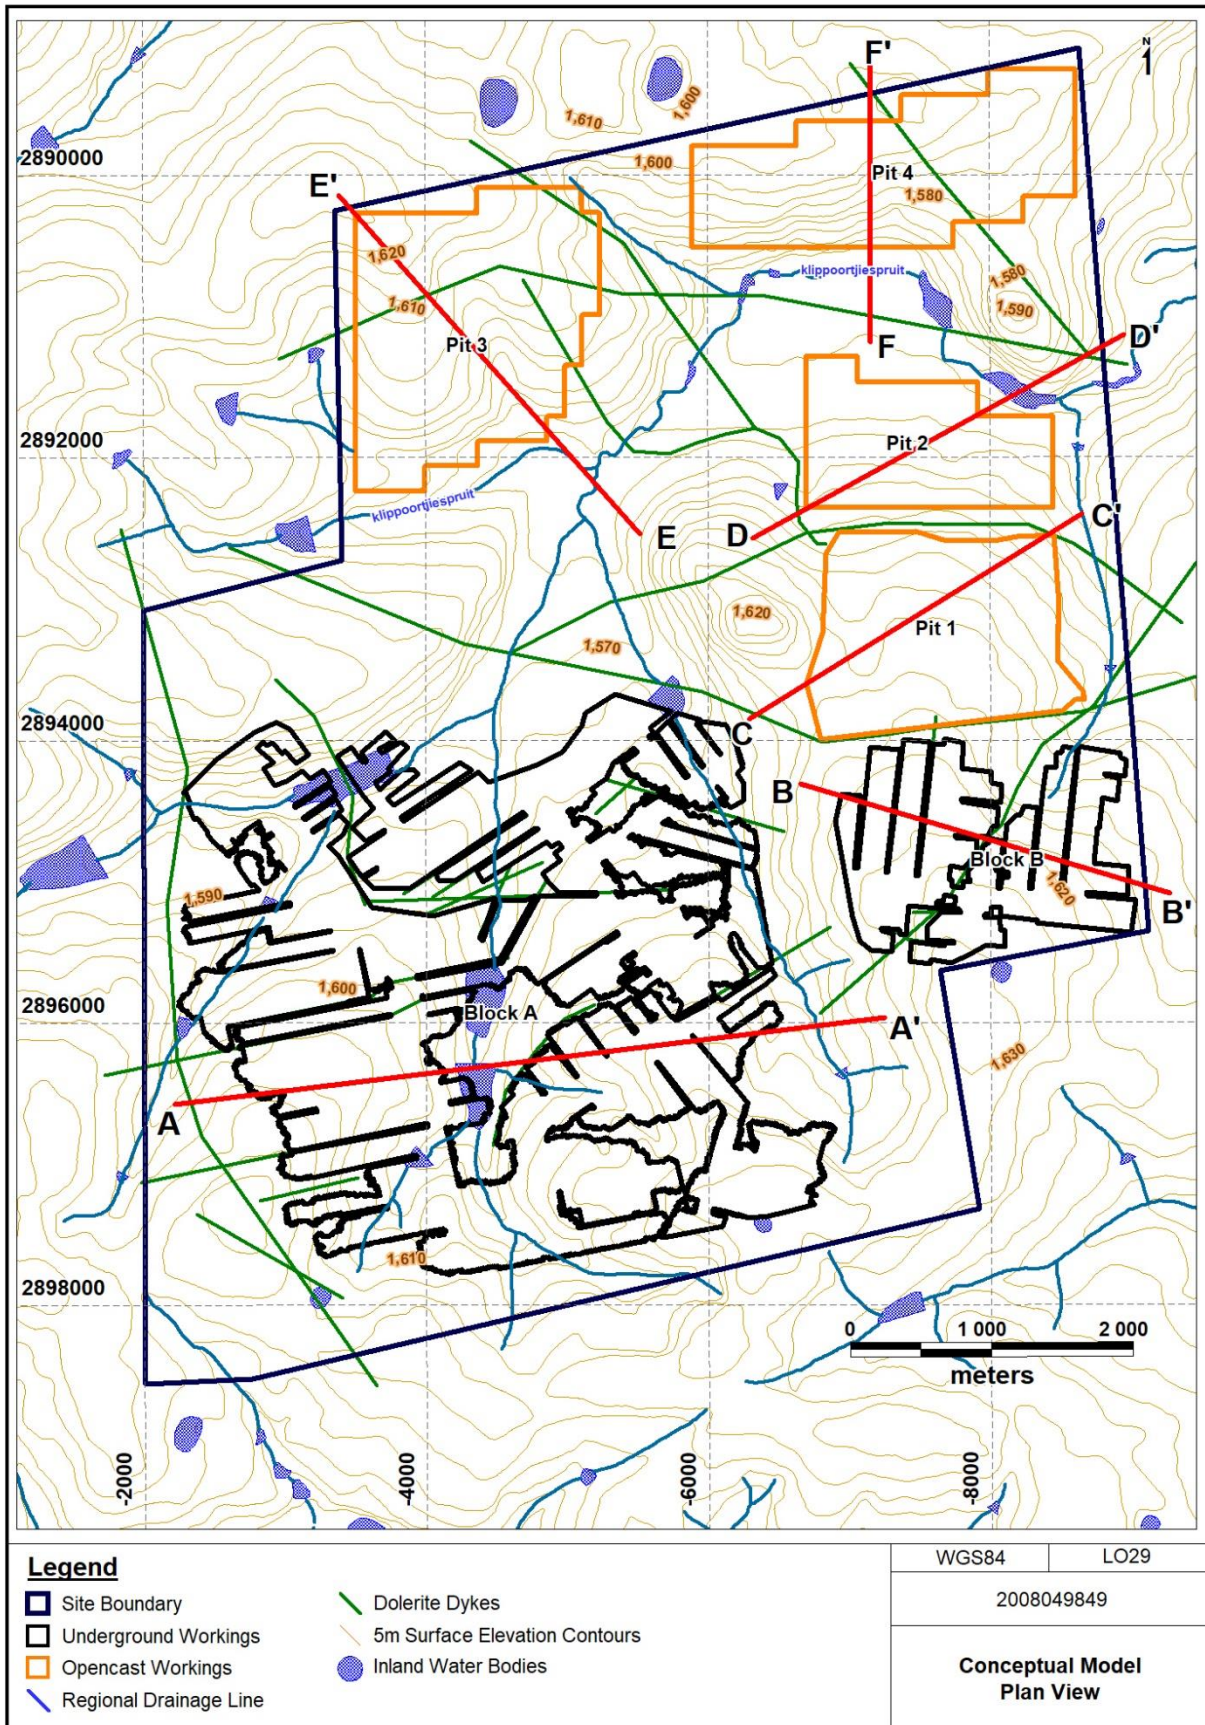 N
1
F'
1,600
1,610
2890000
1,600
Pit 4
E'
1,580
1,620
klippoortjiespruit
1,580
1,610
1,590
Pit 3
F
D'
2892000
Pit 2
klippoortjiespruit
C'
E
D
1,620
Pit 1
1,570
2894000
C
B
Block B
1,590
1,620
B'
1,600
2896000
Block A
A'
1,630
A
1,610
2898000
0 1 000 2 000
meters
-2000 -4000 -6000 -8000
Legend
Site Boundary
Underground Workings
Opencast Workings
Regional Drainage Line
Dolerite Dykes
5m Surface Elevation Contours
Inland Water Bodies
WGS84 LO29
2008049849
Conceptual Model
Plan View